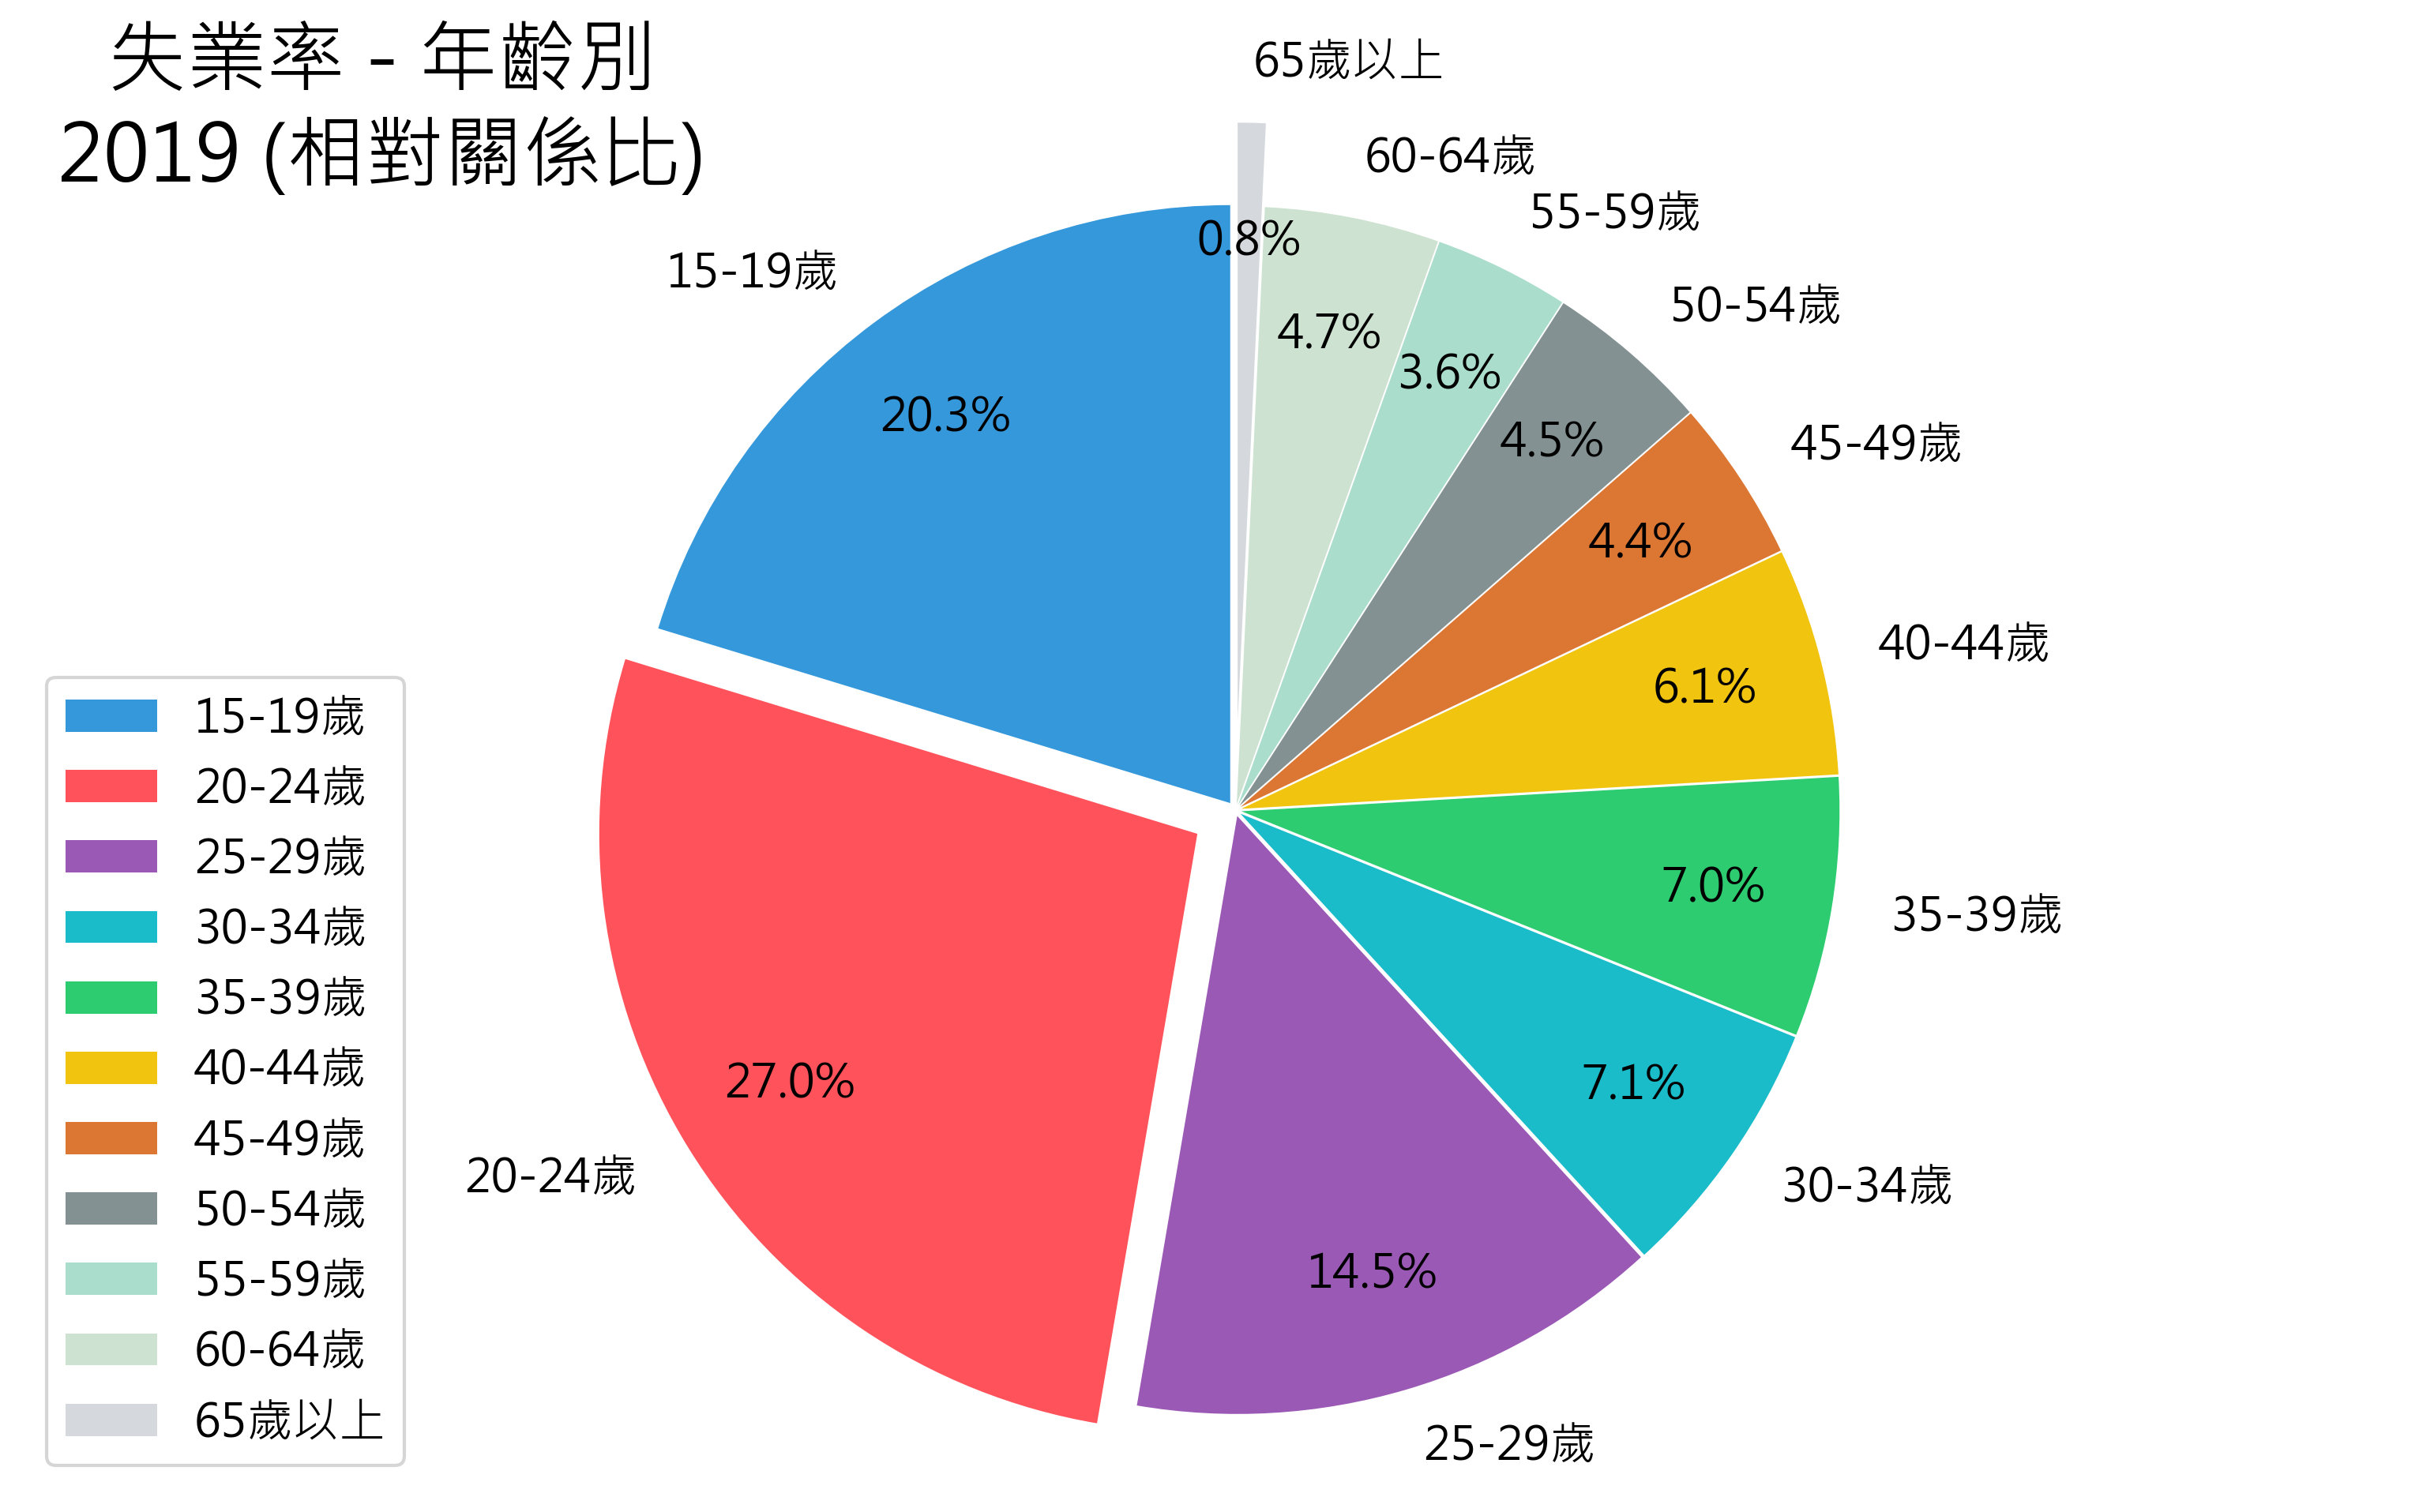 失業率 - 年齡別
2019 (相對關係比)
65歲以上
0.8%
60-64歲
4.7%
55-59歲
3.6%
50-54歲
4.5%
45-49歲
4.4%
40-44歲
6.1%
35-39歲
7.0%
30-34歲
7.1%
25-29歲
14.5%
20-24歲
27.0%
15-19歲
20.3%
15-19歲
20-24歲
25-29歲
30-34歲
35-39歲
40-44歲
45-49歲
50-54歲
55-59歲
60-64歲
65歲以上